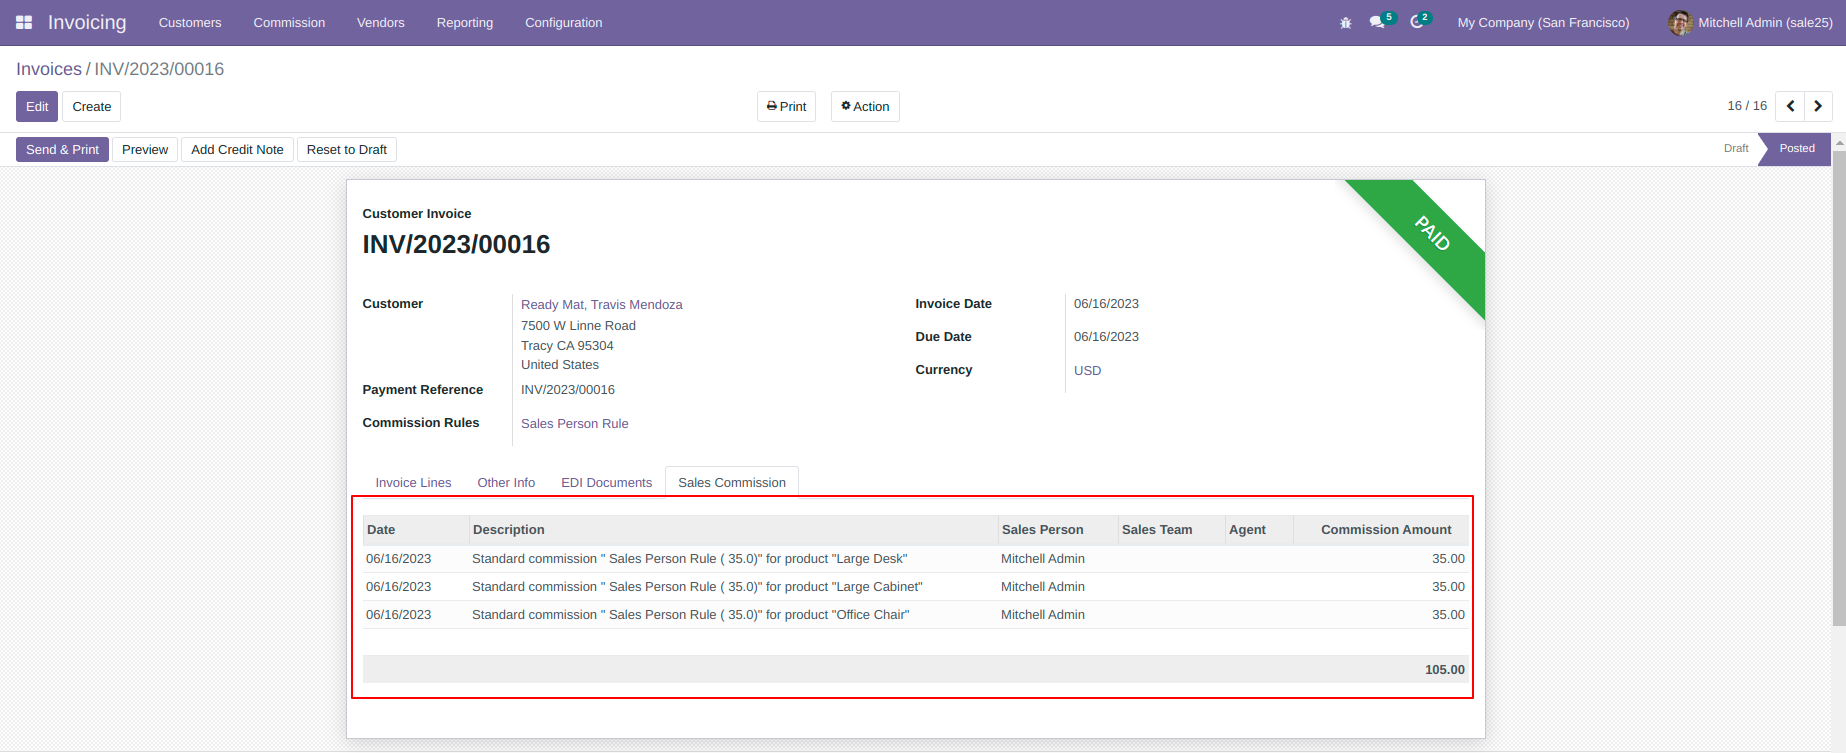 Invoicing Customers Commission Vendors Reporting Configuration 5 2 My Company (San Francisco) Mitchell Admin (sale25)
Invoices / INV/2023/00016
Edit Create Print Action 16 / 16
Send & Print Preview Add Credit Note Reset to Draft Draft Posted
PAID
Customer Invoice
INV/2023/00016
Customer Ready Mat, Travis Mendoza Invoice Date 06/16/2023
7500 W Linne Road
Due Date 06/16/2023
Tracy CA 95304
United States
Currency USD
Payment Reference INV/2023/00016
Commission Rules Sales Person Rule
Invoice Lines Other Info EDI Documents Sales Commission
Date Description Sales Person Sales Team Agent Commission Amount
06/16/2023 Standard commission " Sales Person Rule ( 35.0)" for product "Large Desk" Mitchell Admin 35.00
06/16/2023 Standard commission " Sales Person Rule ( 35.0)" for product "Large Cabinet" Mitchell Admin 35.00
06/16/2023 Standard commission " Sales Person Rule ( 35.0)" for product "Office Chair" Mitchell Admin 35.00
105.00